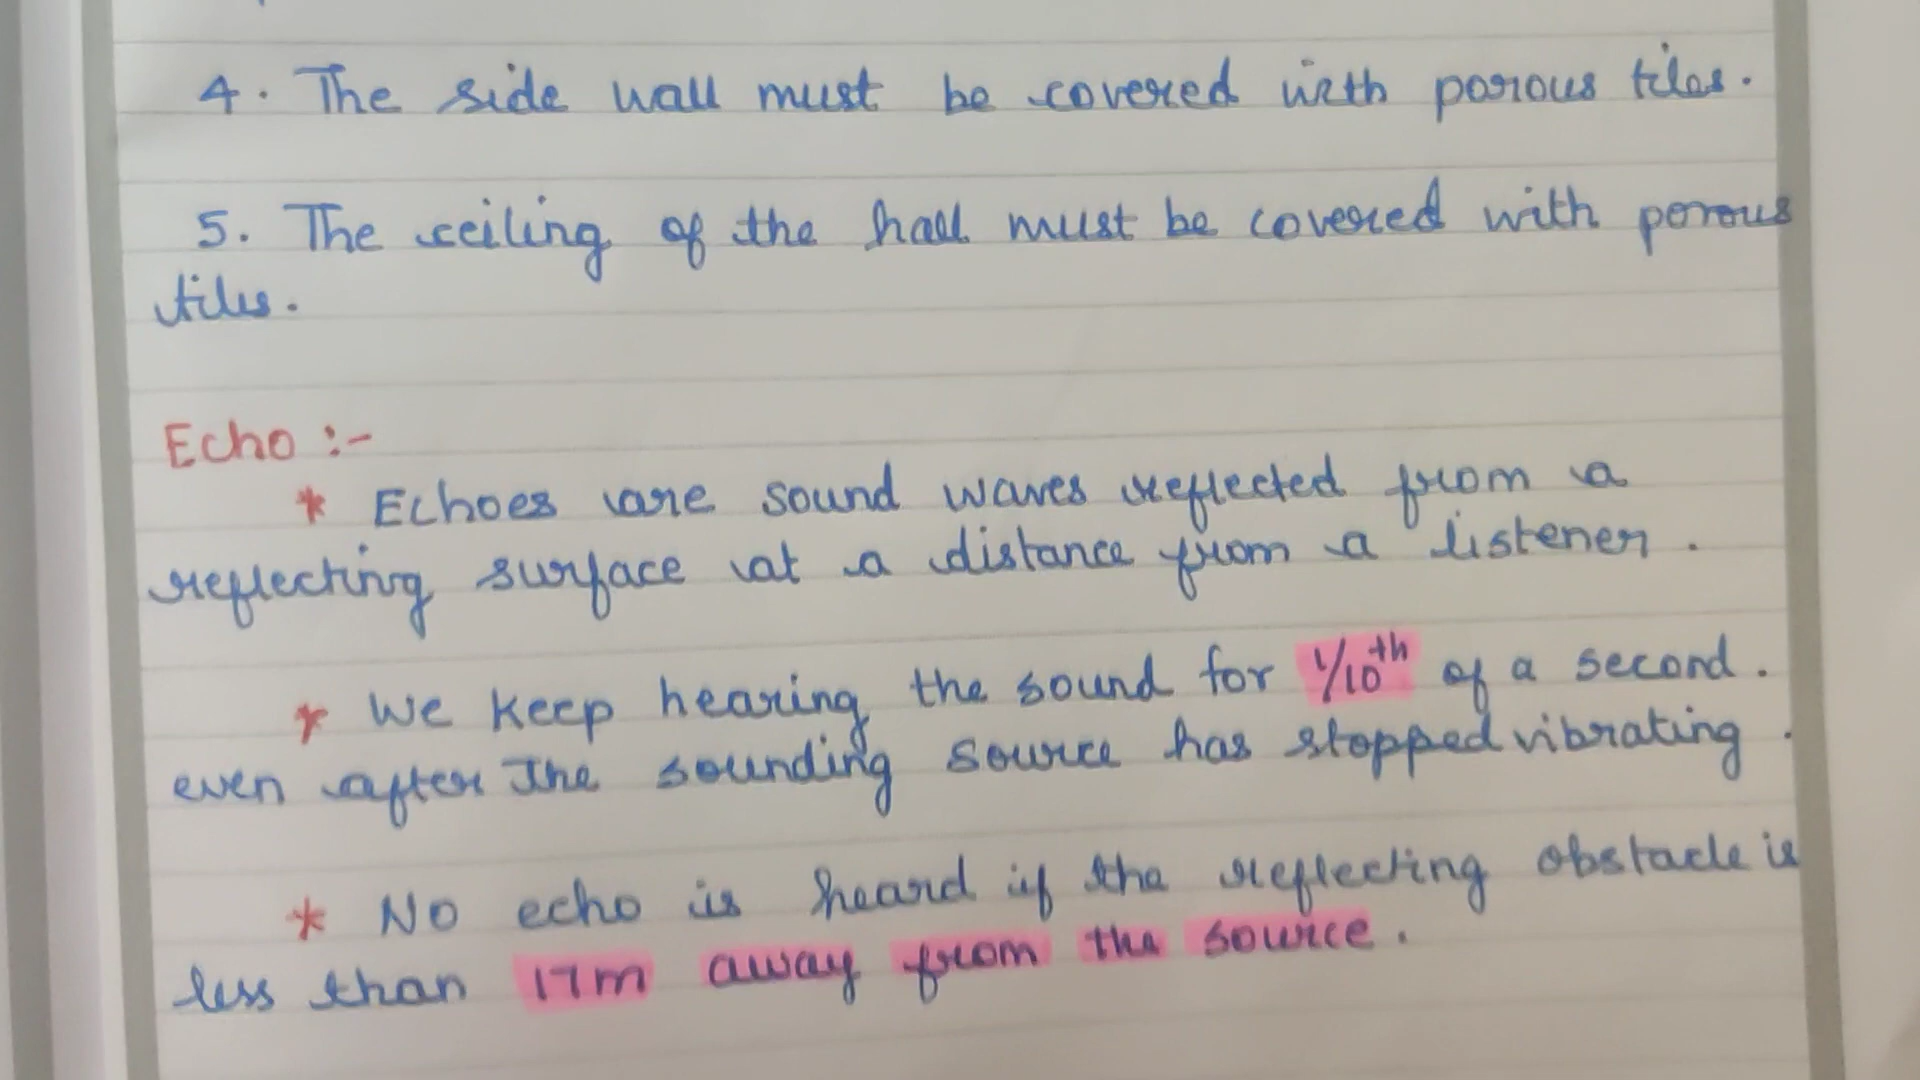 4. The side wall must be covered with porous tiles.
5. The ceiling of the hall must be covered with porous
tiles.
Echo :-
* Echoes are sound waves reflected from a
reflecting surface at a distance from a listener.
* We keep hearing the sound for 1/10th of a second.
even after The sounding source has stopped vibrating.
* No echo is heard if the reflecting obstacle is
less than 17m away from the source.